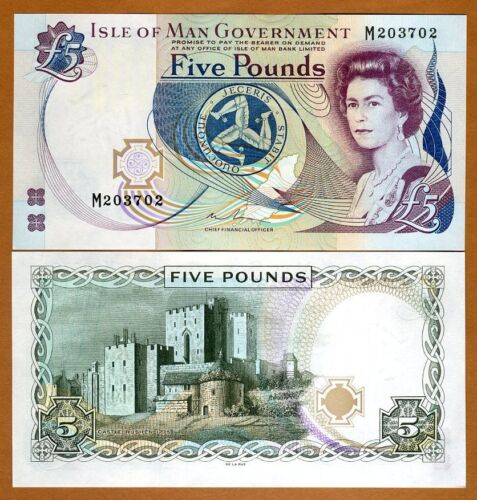 £5
ISLE OF MAN GOVERNMENT
PROMISE TO PAY THE BEARER ON DEMAND
AT ANY OFFICE OF ISLE OF MAN BANK LIMITED
M203702
Five Pounds
QUOCUNQUE · JECERIS · STABIT
M203702
CHIEF FINANCIAL OFFICER
£5
FIVE POUNDS
5
CASTLE RUSHEN
5
DE LA RUE